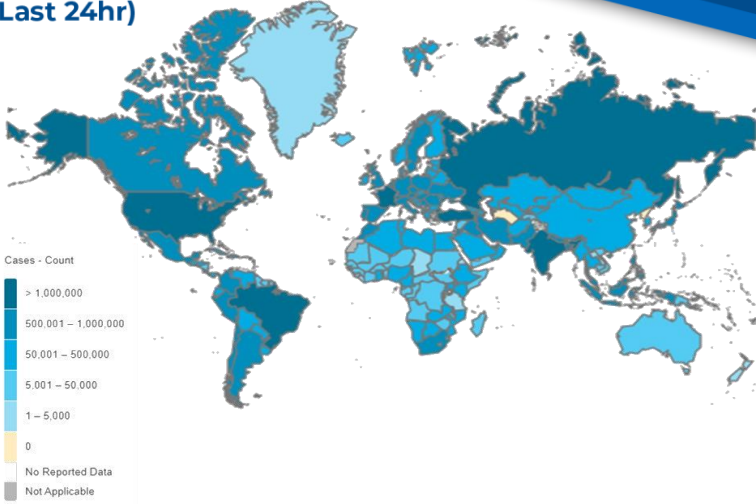 Last 24hr)
Cases - Count
> 1,000,000
500,001 – 1,000,000
50,001 – 500,000
5,001 – 50,000
1 – 5,000
0
No Reported Data
Not Applicable